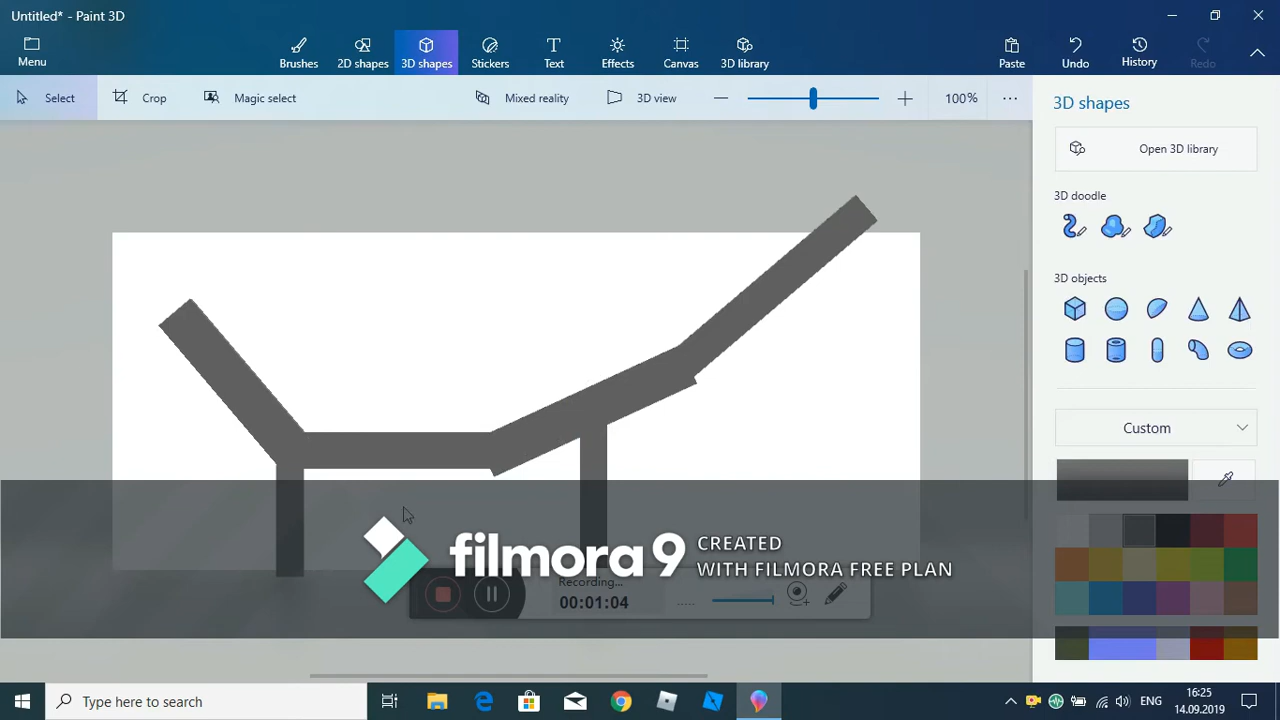 Untitled* - Paint 3D
Menu
Brushes
2D shapes
3D shapes
Stickers
Text
Effects
Canvas
3D library
Paste
Undo
History
Redo
Select
Crop
Magic select
Mixed reality
3D view
100%
3D shapes
Open 3D library
3D doodle
3D objects
Custom
filmora9
CREATED
WITH FILMORA FREE PLAN
Recording...
00:01:04
Type here to search
ENG
16:25
14.09.2019